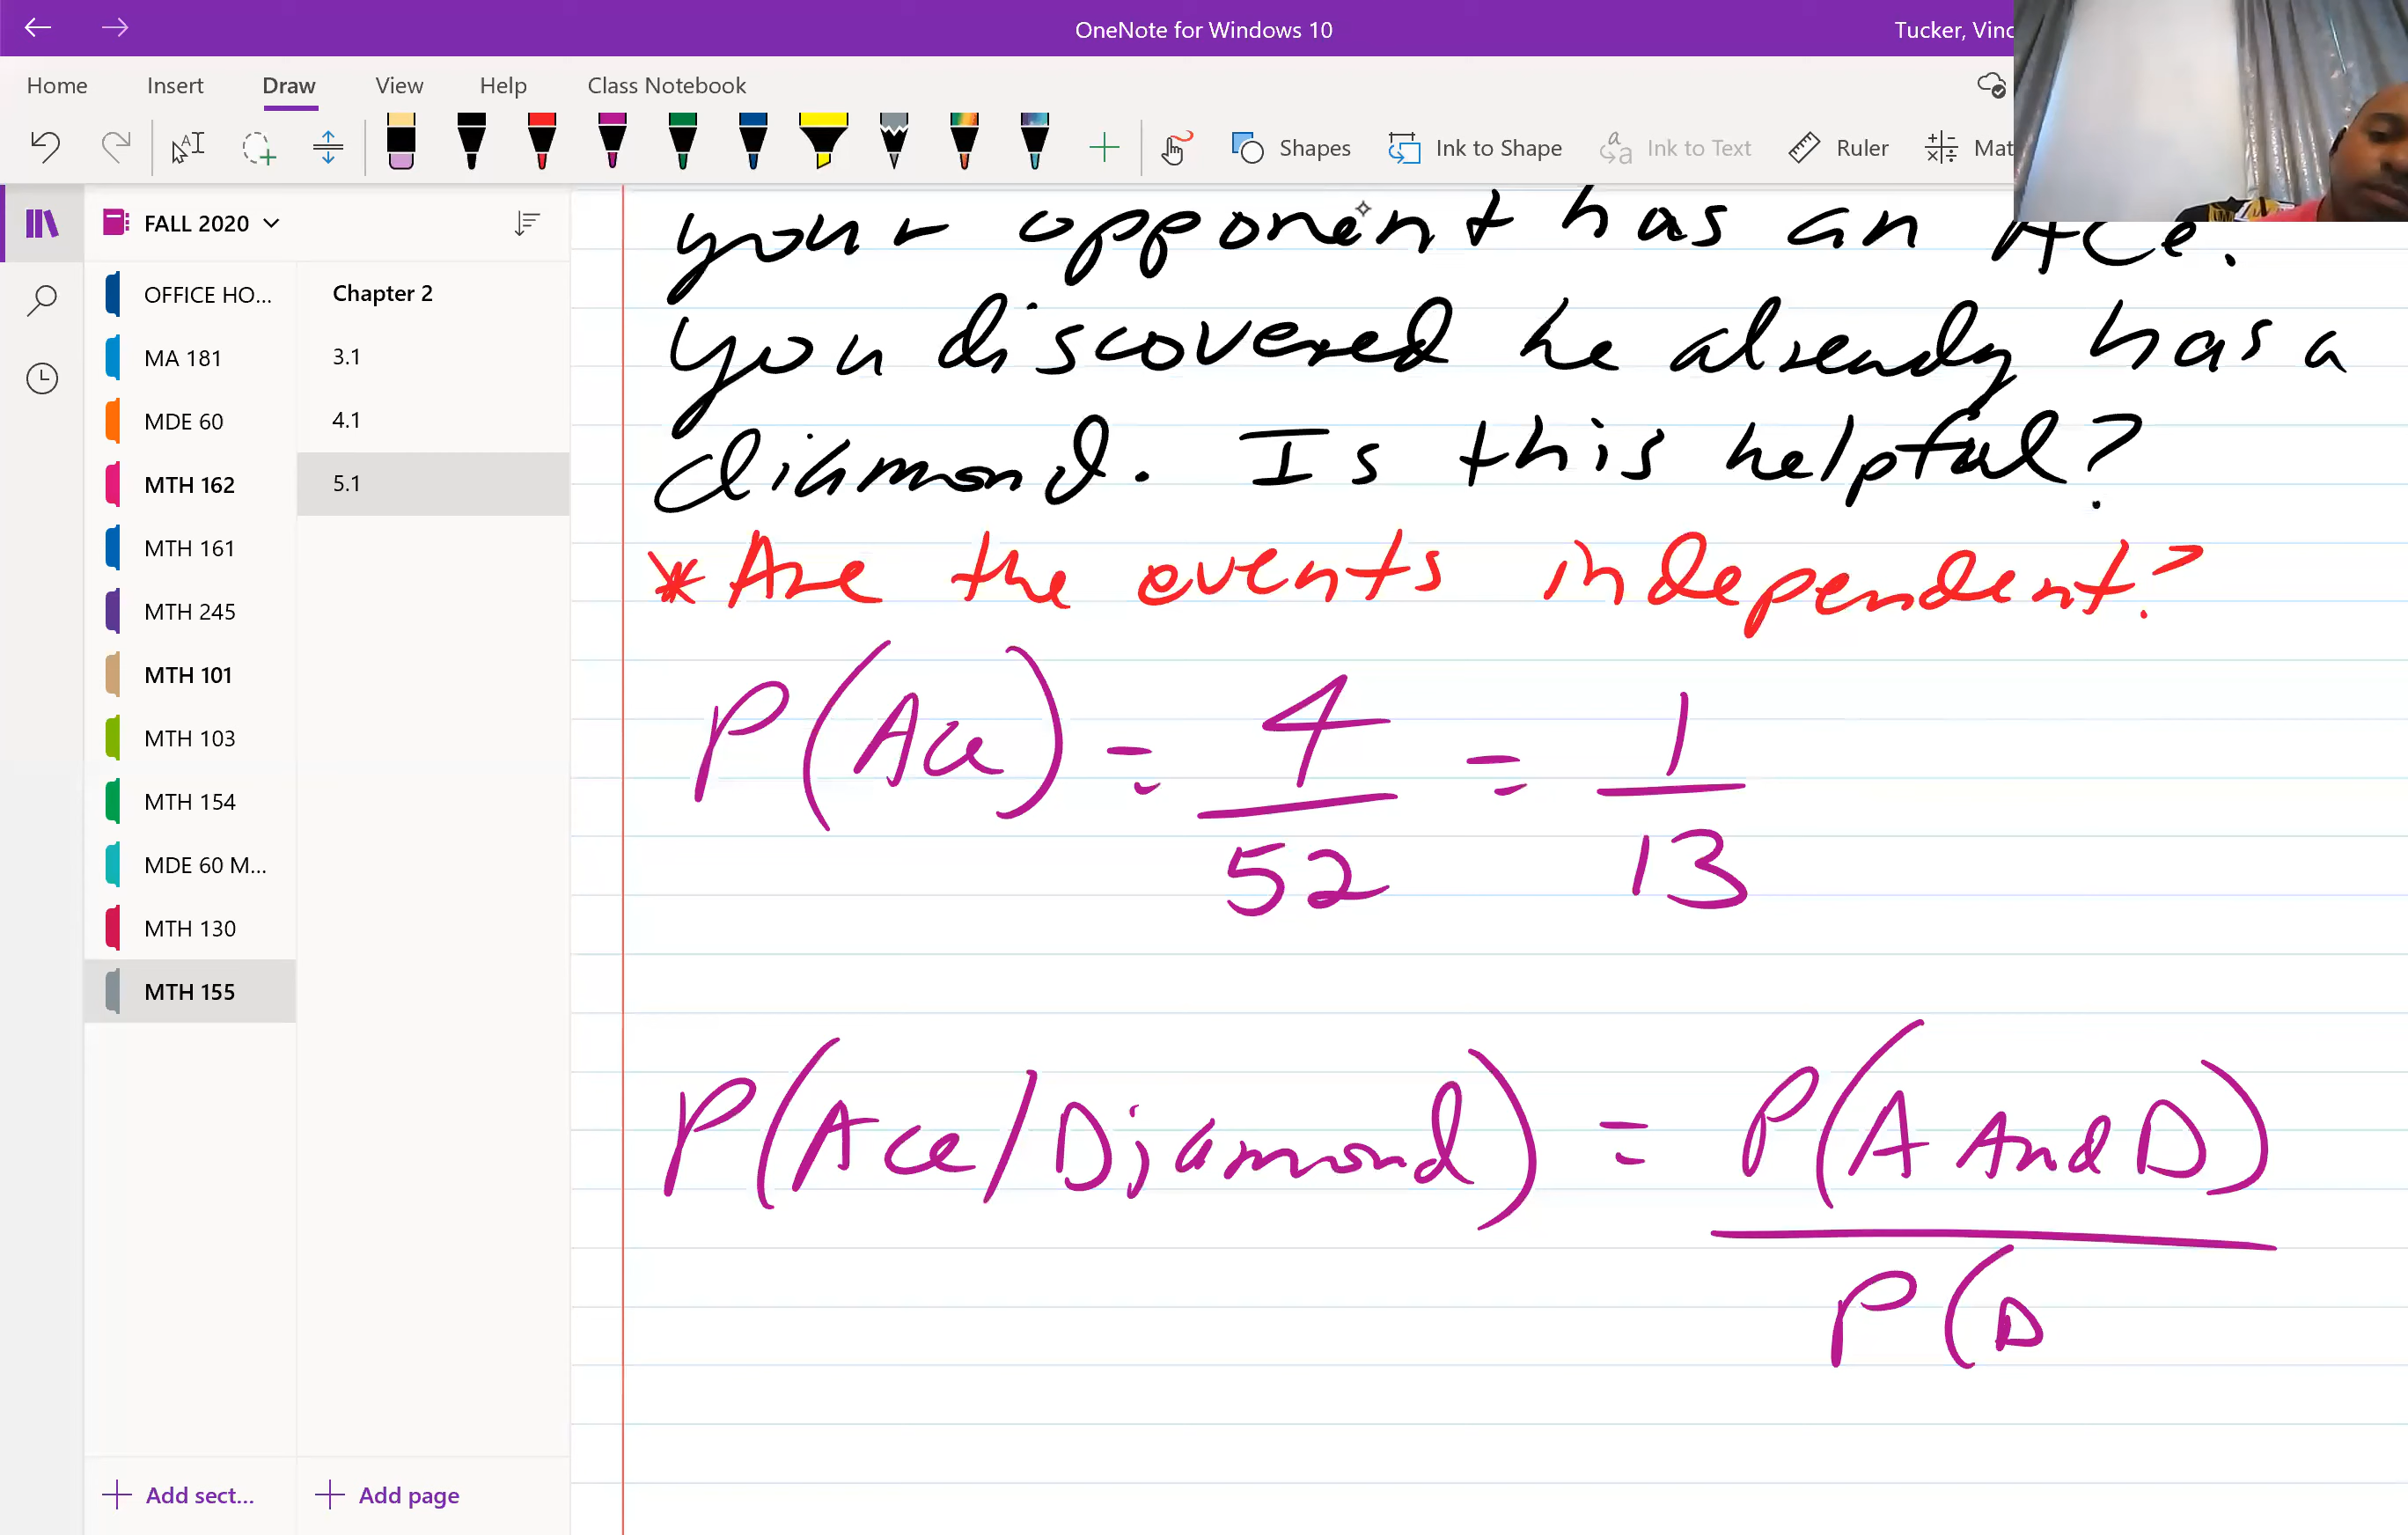 OneNote for Windows 10
Tucker, Vinc
Home Insert Draw View Help Class Notebook
Shapes Ink to Shape Ink to Text Ruler Mat
FALL 2020
OFFICE HO...
MA 181
MDE 60
MTH 162
MTH 161
MTH 245
MTH 101
MTH 103
MTH 154
MDE 60 M...
MTH 130
MTH 155
Add sect...
Chapter 2
3.1
4.1
5.1
Add page
your opponent has an Ace.
you discovered he already has a
diamond. Is this helpful?
* Are the events independent?
P(Ace) = 4/52 = 1/13
P(Ace/Diamond) = P(A And D)
P(D